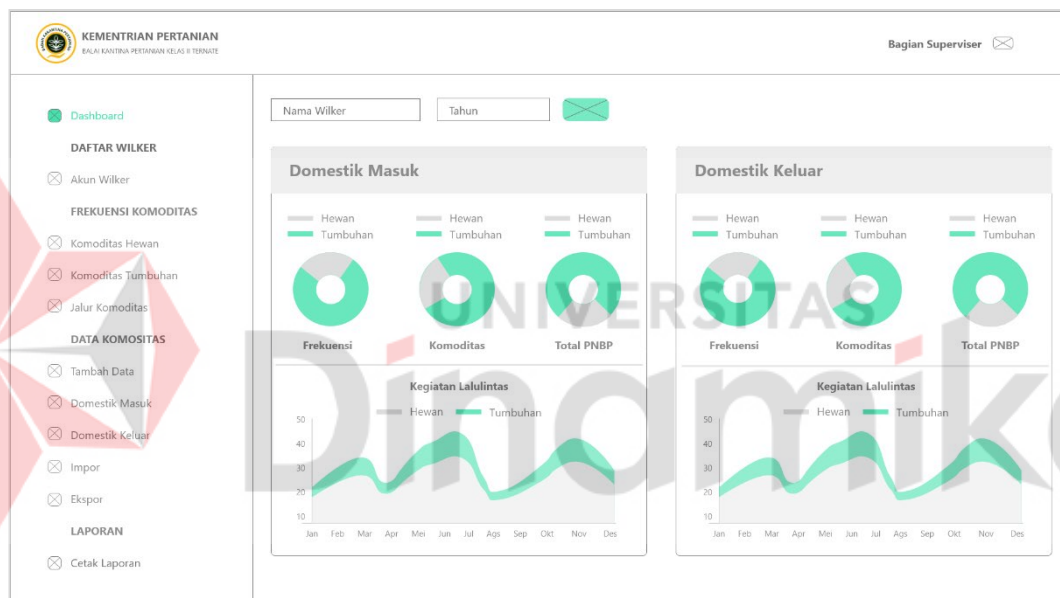 KEMENTRIAN PERTANIAN
BALAI KANTINA PERTANIAN KELAS II TERNATE
Bagian Superviser
Dashboard
DAFTAR WILKER
Akun Wilker
FREKUENSI KOMODITAS
Komoditas Hewan
Komoditas Tumbuhan
Jalur Komoditas
DATA KOMOSITAS
Tambah Data
Domestik Masuk
Domestik Keluar
Impor
Ekspor
LAPORAN
Cetak Laporan
Nama Wilker
Tahun
Domestik Masuk
Hewan
Tumbuhan
Hewan
Tumbuhan
Hewan
Tumbuhan
Frekuensi
Komoditas
Total PNBP
Kegiatan Lalulintas
Hewan Tumbuhan
50
40
30
20
10
Jan Feb Mar Apr Mei Jun Jul Ags Sep Okt Nov Des
Domestik Keluar
Hewan
Tumbuhan
Hewan
Tumbuhan
Hewan
Tumbuhan
Frekuensi
Komoditas
Total PNBP
Kegiatan Lalulintas
Hewan Tumbuhan
50
40
30
20
10
Jan Feb Mar Apr Mei Jun Jul Ags Sep Okt Nov Des
UNIVERSITAS
Dinamika